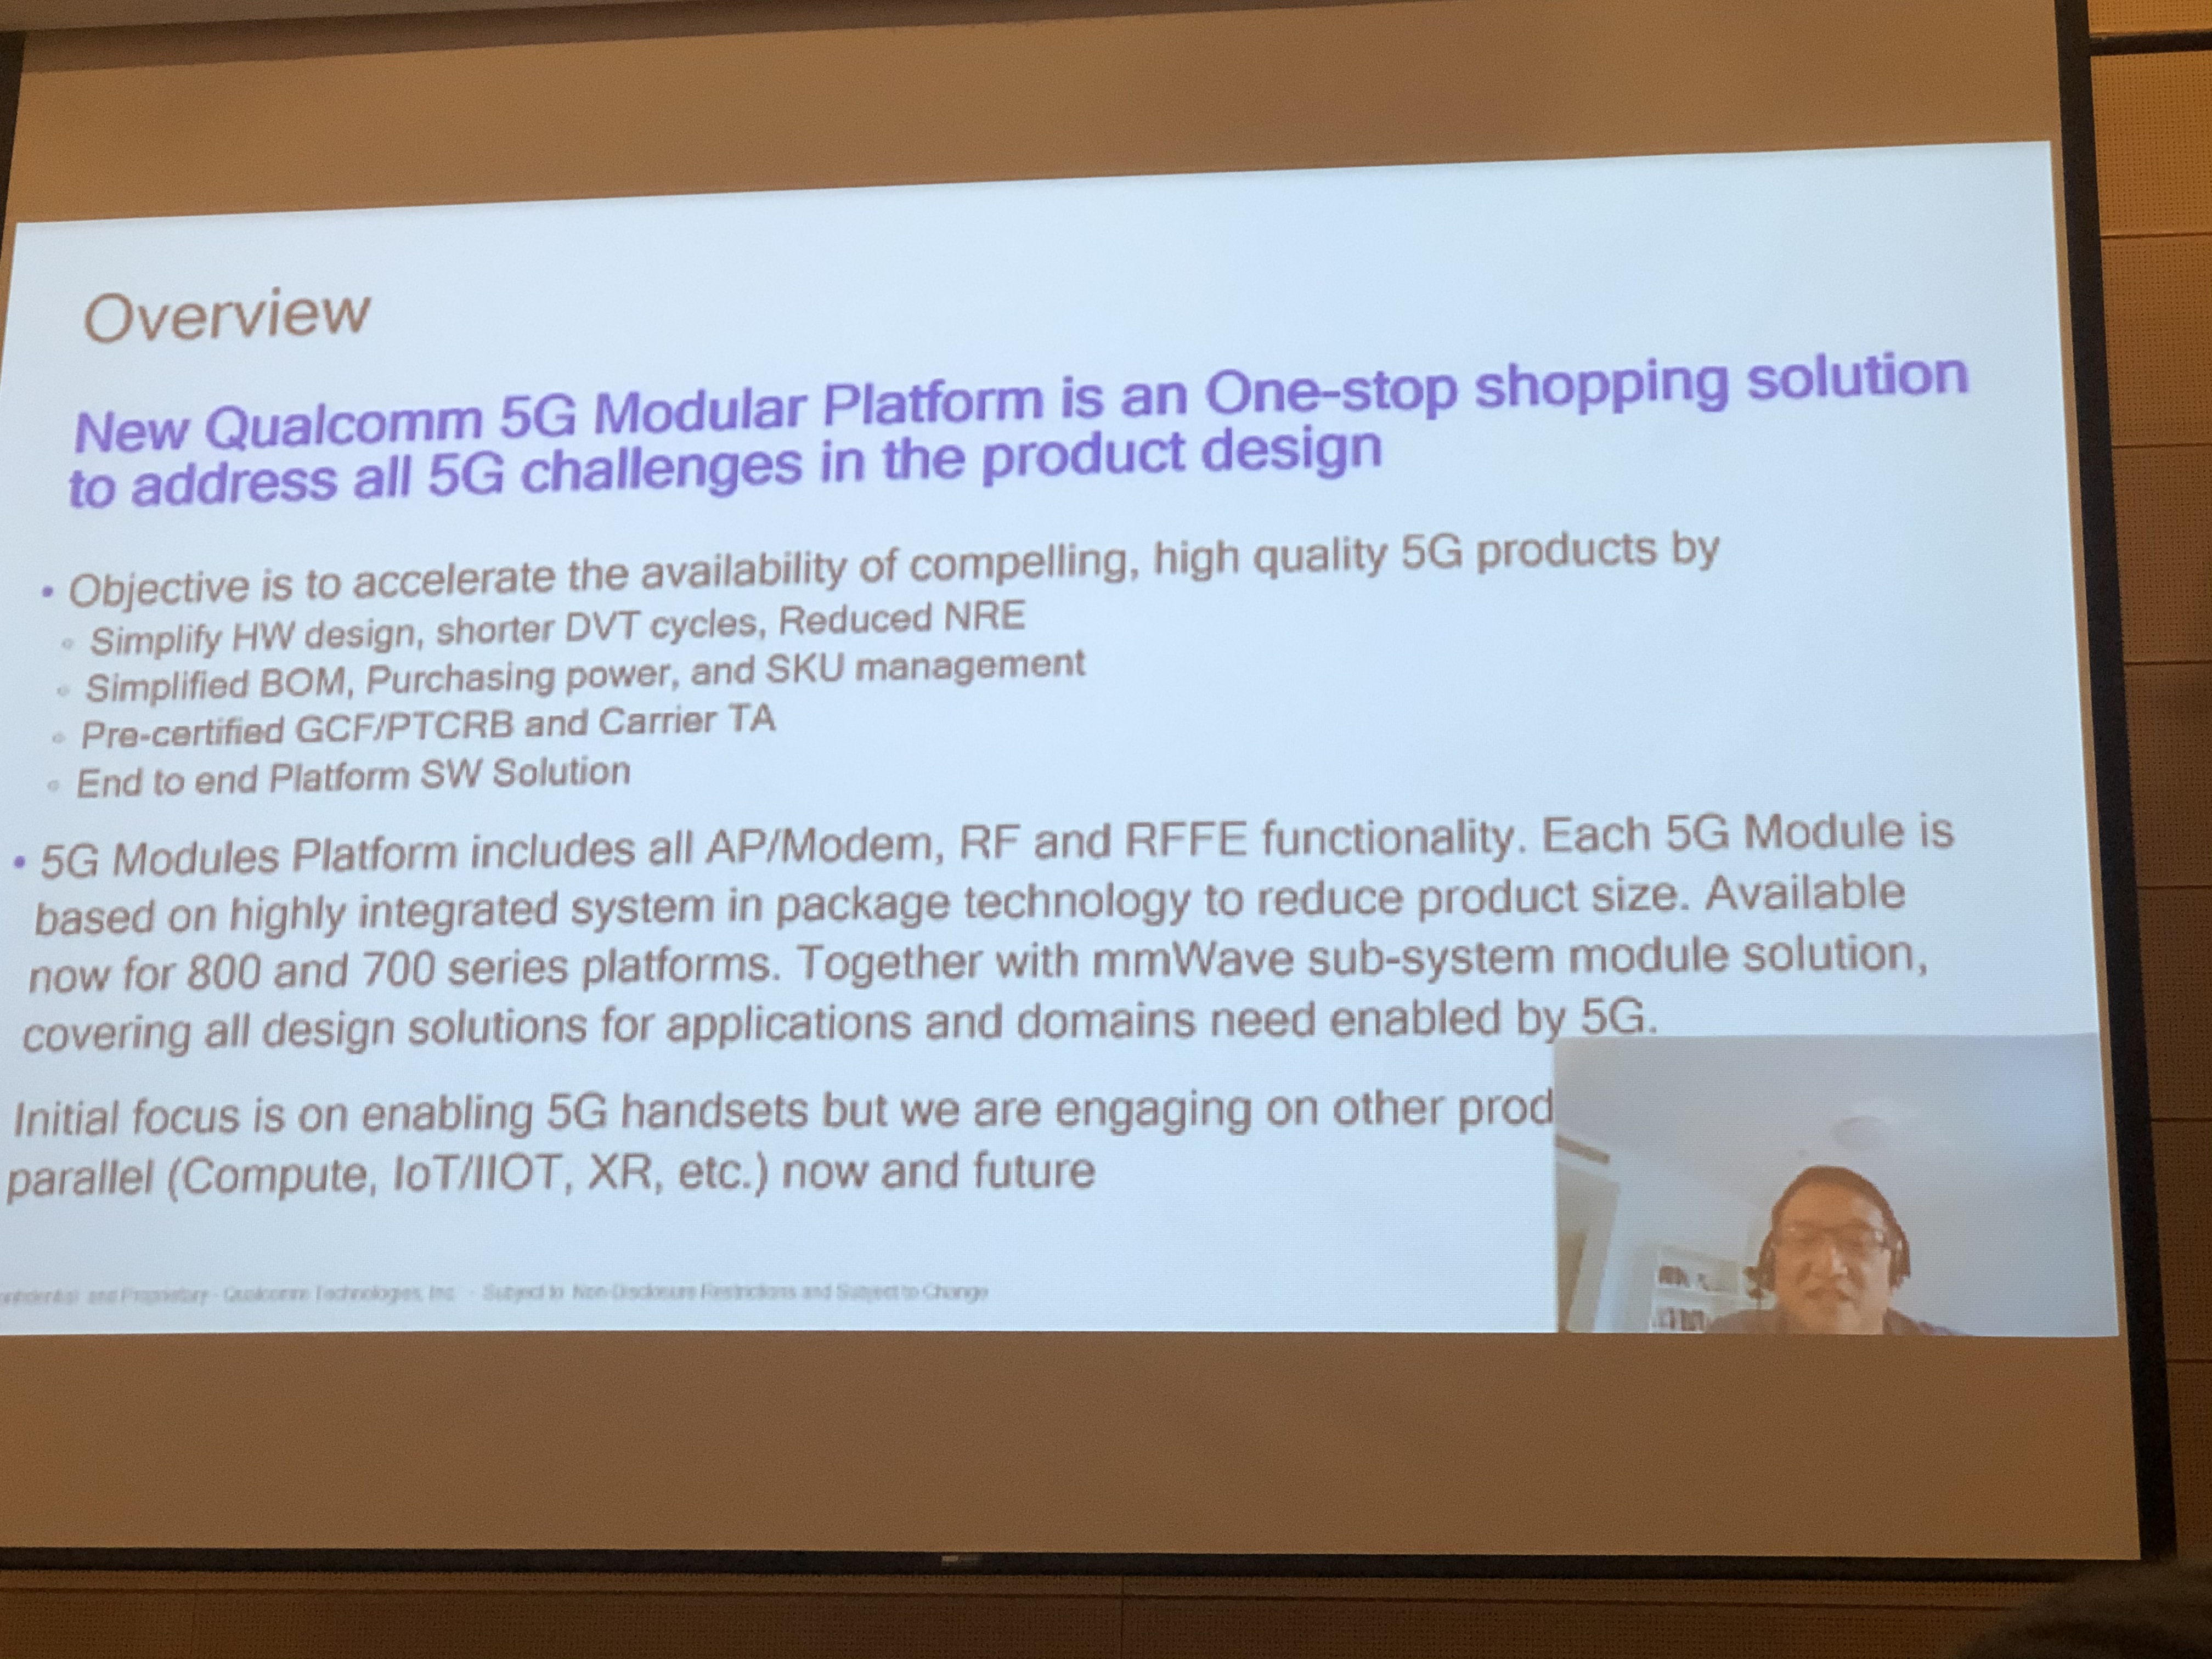 Overview
New Qualcomm 5G Modular Platform is an One-stop shopping solution
to address all 5G challenges in the product design
• Objective is to accelerate the availability of compelling, high quality 5G products by
◦ Simplify HW design, shorter DVT cycles, Reduced NRE
◦ Simplified BOM, Purchasing power, and SKU management
◦ Pre-certified GCF/PTCRB and Carrier TA
◦ End to end Platform SW Solution
• 5G Modules Platform includes all AP/Modem, RF and RFFE functionality. Each 5G Module is
based on highly integrated system in package technology to reduce product size. Available
now for 800 and 700 series platforms. Together with mmWave sub-system module solution,
covering all design solutions for applications and domains need enabled by 5G.
Initial focus is on enabling 5G handsets but we are engaging on other prod
parallel (Compute, IoT/IIOT, XR, etc.) now and future
and Proprietary - Qualcomm Technologies, Inc. - Subject to Non-Disclosure Restrictions and Subject to Change